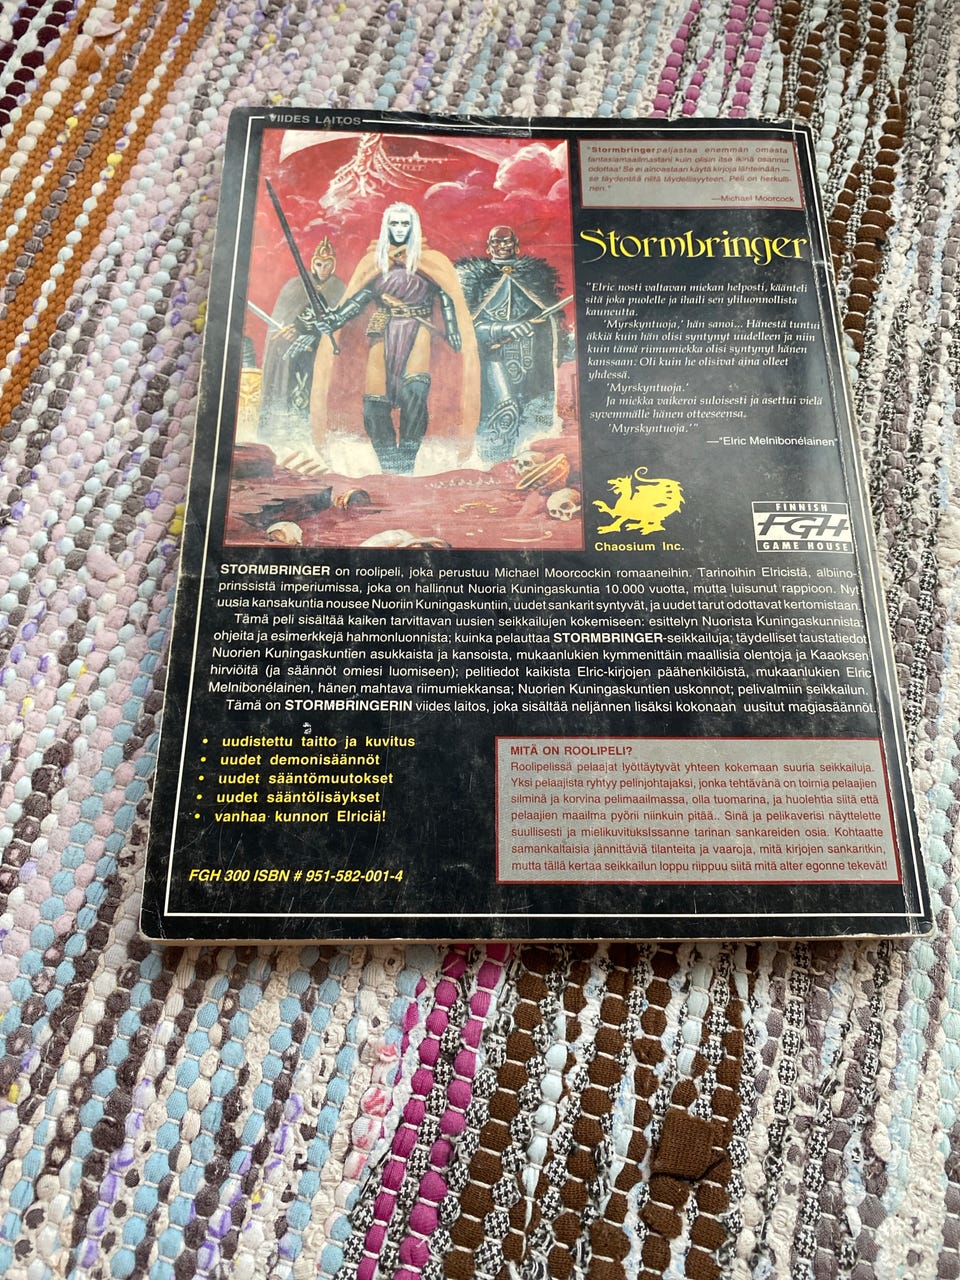 VIIDES LAITOS
"Stormbringer paljastaa enemmän omasta
fantasiamaailmastani kuin olisin itse ikinä osannut
odottaa! Se ei ainoastaan käytä kirjoja lähteinään —
se täydentää niitä täydellisyyteen. Peli on herkulli-
nen."
—Michael Moorcock
Stormbringer
"Elric nosti valtavan miekan helposti, käänteli
sitä joka puolelle ja ihaili sen yliluonnollista
kauneutta.
'Myrskyntuoja,' hän sanoi... Hänestä tuntui
äkkiä kuin hän olisi syntynyt uudelleen ja niin
kuin tämä riimumiekka olisi syntynyt hänen
kanssaan. Oli kuin he olisivat aina olleet
yhdessä.
'Myrskyntuoja.'
Ja miekka vaikeroi suloisesti ja asettui vielä
syvemmälle hänen otteeseensa.
'Myrskyntuoja.'"
—"Elric Melnibonélainen"
Chaosium Inc.
FINNISH
FGH
GAME HOUSE
STORMBRINGER on roolipeli, joka perustuu Michael Moorcockin romaaneihin. Tarinoihin Elricistä, albiino-
prinssistä imperiumissa, joka on hallinnut Nuoria Kuningaskuntia 10.000 vuotta, mutta luisunut rappioon. Nyt
uusia kansakuntia nousee Nuoriin Kuningaskuntiin, uudet sankarit syntyvät, ja uudet tarut odottavat kertomistaan.
Tämä peli sisältää kaiken tarvittavan uusien seikkailujen kokemiseen: esittelyn Nuorista Kuningaskunnista;
ohjeita ja esimerkkejä hahmonluonnista; kuinka pelauttaa STORMBRINGER-seikkailuja; täydelliset taustatiedot
Nuorien Kuningaskuntien asukkaista ja kansoista, mukaanlukien kymmenittäin maallisia olentoja ja Kaaoksen
hirviöitä (ja säännöt omiesi luomiseen); pelitiedot kaikista Elric-kirjojen päähenkilöistä, mukaanlukien Elric
Melnibonélainen, hänen mahtava riimumiekkansa; Nuorien Kuningaskuntien uskonnot; pelivalmiin seikkailun.
Tämä on STORMBRINGERIN viides laitos, joka sisältää neljännen lisäksi kokonaan uusitut magiasäännöt.
• uudistettu taitto ja kuvitus
• uudet demonisäännöt
• uudet sääntömuutokset
• uudet sääntölisäykset
• vanhaa kunnon Elriciä!
FGH 300 ISBN # 951-582-001-4
MITÄ ON ROOLIPELI?
Roolipelissä pelaajat lyöttäytyvät yhteen kokemaan suuria seikkailuja.
Yksi pelaajista ryhtyy pelinjohtajaksi, jonka tehtävänä on toimia pelaajien
silminä ja korvina pelimaailmassa, olla tuomarina, ja huolehtia siitä että
pelaajien maailma pyörii niinkuin pitää.. Sinä ja pelikaverisi näyttelette
suullisesti ja mielikuvitukslssanne tarinan sankareiden osia. Kohtaatte
samankaltaisia jännittäviä tilanteita ja vaaroja, mitä kirjojen sankaritkin,
mutta tällä kertaa seikkailun loppu riippuu siitä mitä alter egonne tekevät!